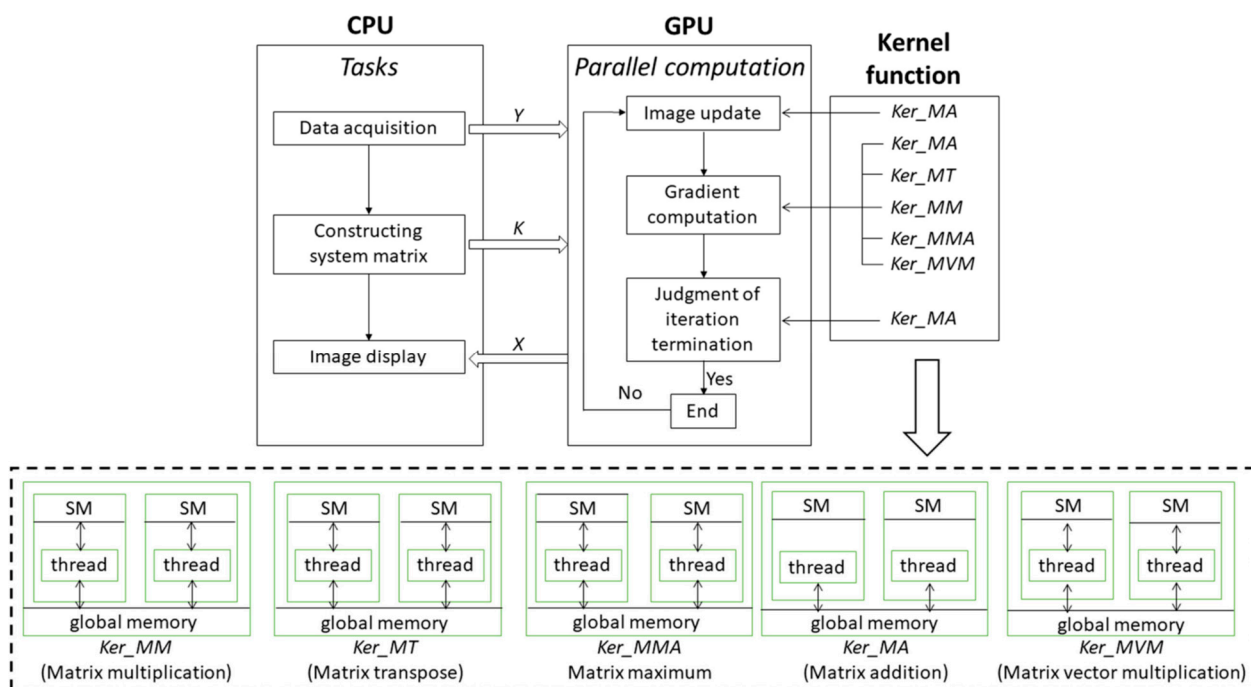 CPU
GPU
Kernel
function
Tasks
Parallel computation
Data acquisition
Y
Image update
Ker_MA
Ker_MA
Ker_MT
Constructing
system matrix
K
Gradient
computation
Ker_MM
Ker_MMA
Ker_MVM
Image display
X
Judgment of
iteration
termination
Ker_MA
No
Yes
End
SM SM
thread thread
global memory
Ker_MM
(Matrix multiplication)
SM SM
thread thread
global memory
Ker_MT
(Matrix transpose)
SM SM
thread thread
global memory
Ker_MMA
Matrix maximum
SM SM
thread thread
global memory
Ker_MA
(Matrix addition)
SM SM
thread thread
global memory
Ker_MVM
(Matrix vector multiplication)